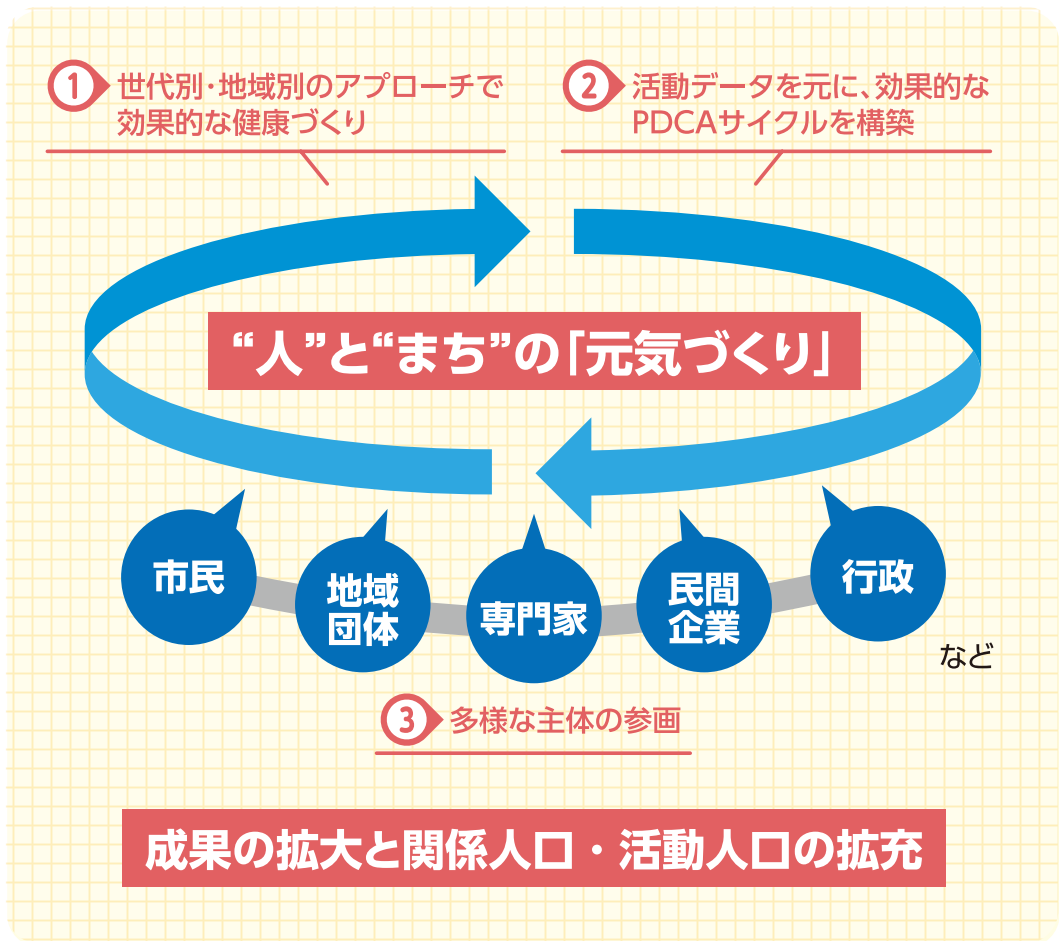 1 世代別・地域別のアプローチで
効果的な健康づくり
2 活動データを元に、効果的な
PDCAサイクルを構築
“人”と“まち”の「元気づくり」
市民
地域
団体
専門家
民間
企業
行政
など
3 多様な主体の参画
成果の拡大と関係人口・活動人口の拡充